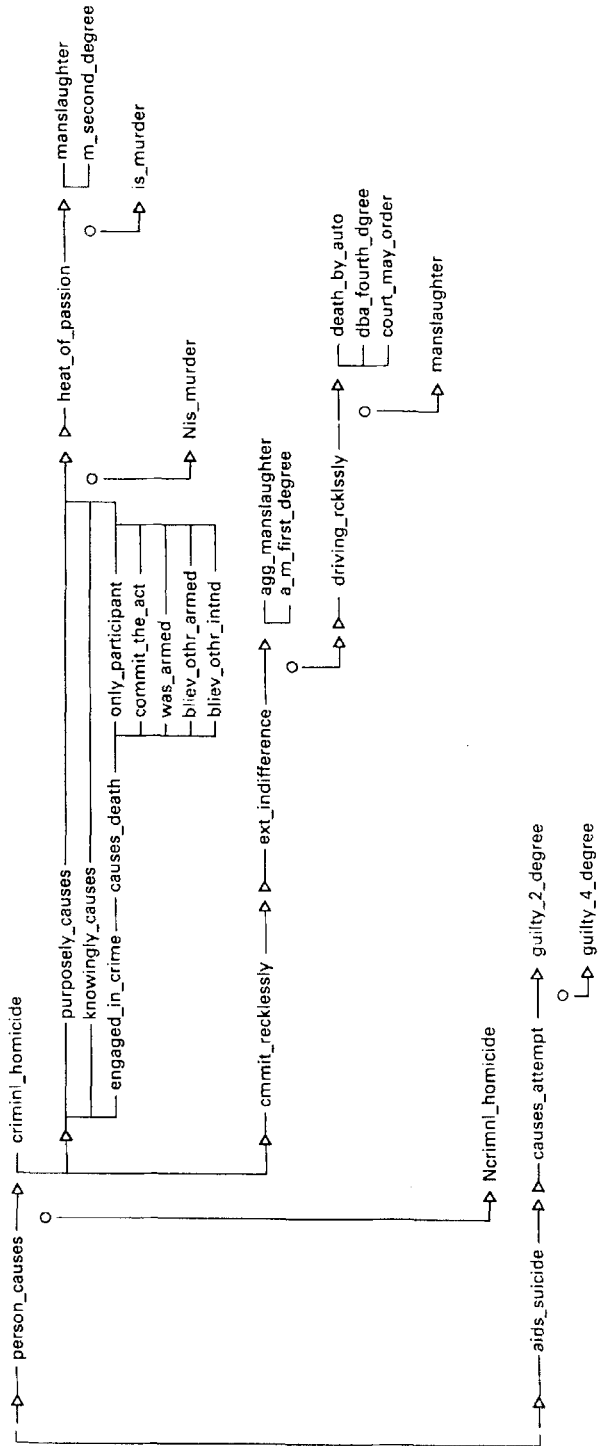 person_causes
criminl_homicide
purposely_causes
knowingly_causes
engaged_in_crime
causes_death
only_participant
commit_the_act
was_armed
bliev_othr_armed
bliev_othr_intnd
heat_of_passion
manslaughter
m_second_degree
is_murder
Nis_murder
cmmit_recklessly
ext_indifference
agg_manslaughter
a_m_first_degree
driving_rcklssly
death_by_auto
dba_fourth_dgree
court_may_order
manslaughter
Ncrimnl_homicide
aids_suicide
causes_attempt
guilty_2_degree
guilty_4_degree